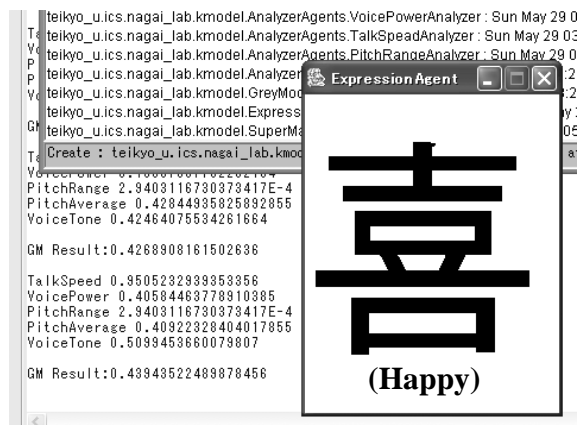 teikyo_u.ics.nagai_lab.kmodel.AnalyzerAgents.VoicePowerAnalyzer : Sun May 29 0
teikyo_u.ics.nagai_lab.kmodel.AnalyzerAgents.TalkSpeadAnalyzer : Sun May 29 03
teikyo_u.ics.nagai_lab.kmodel.AnalyzerAgents.PitchRangeAnalyzer : Sun May 29 0
teikyo_u.ics.nagai_lab.kmodel.Analyzer
teikyo_u.ics.nagai_lab.kmodel.GreyMo
teikyo_u.ics.nagai_lab.kmodel.Express
teikyo_u.ics.nagai_lab.kmodel.SuperMa
Create : teikyo_u.ics.nagai_lab.kmo
PitchRange 2.9403116730373417E-4
PitchAverage 0.42844935825892855
VoiceTone 0.42464075534261664
GM Result:0.4268908161502636
TalkSpeed 0.9505232939353356
VoicePower 0.40584463778910385
PitchRange 2.9403116730373417E-4
PitchAverage 0.40922328404017855
VoiceTone 0.5099453660079807
GM Result:0.43943522489878456
Expression Agent
喜
(Happy)